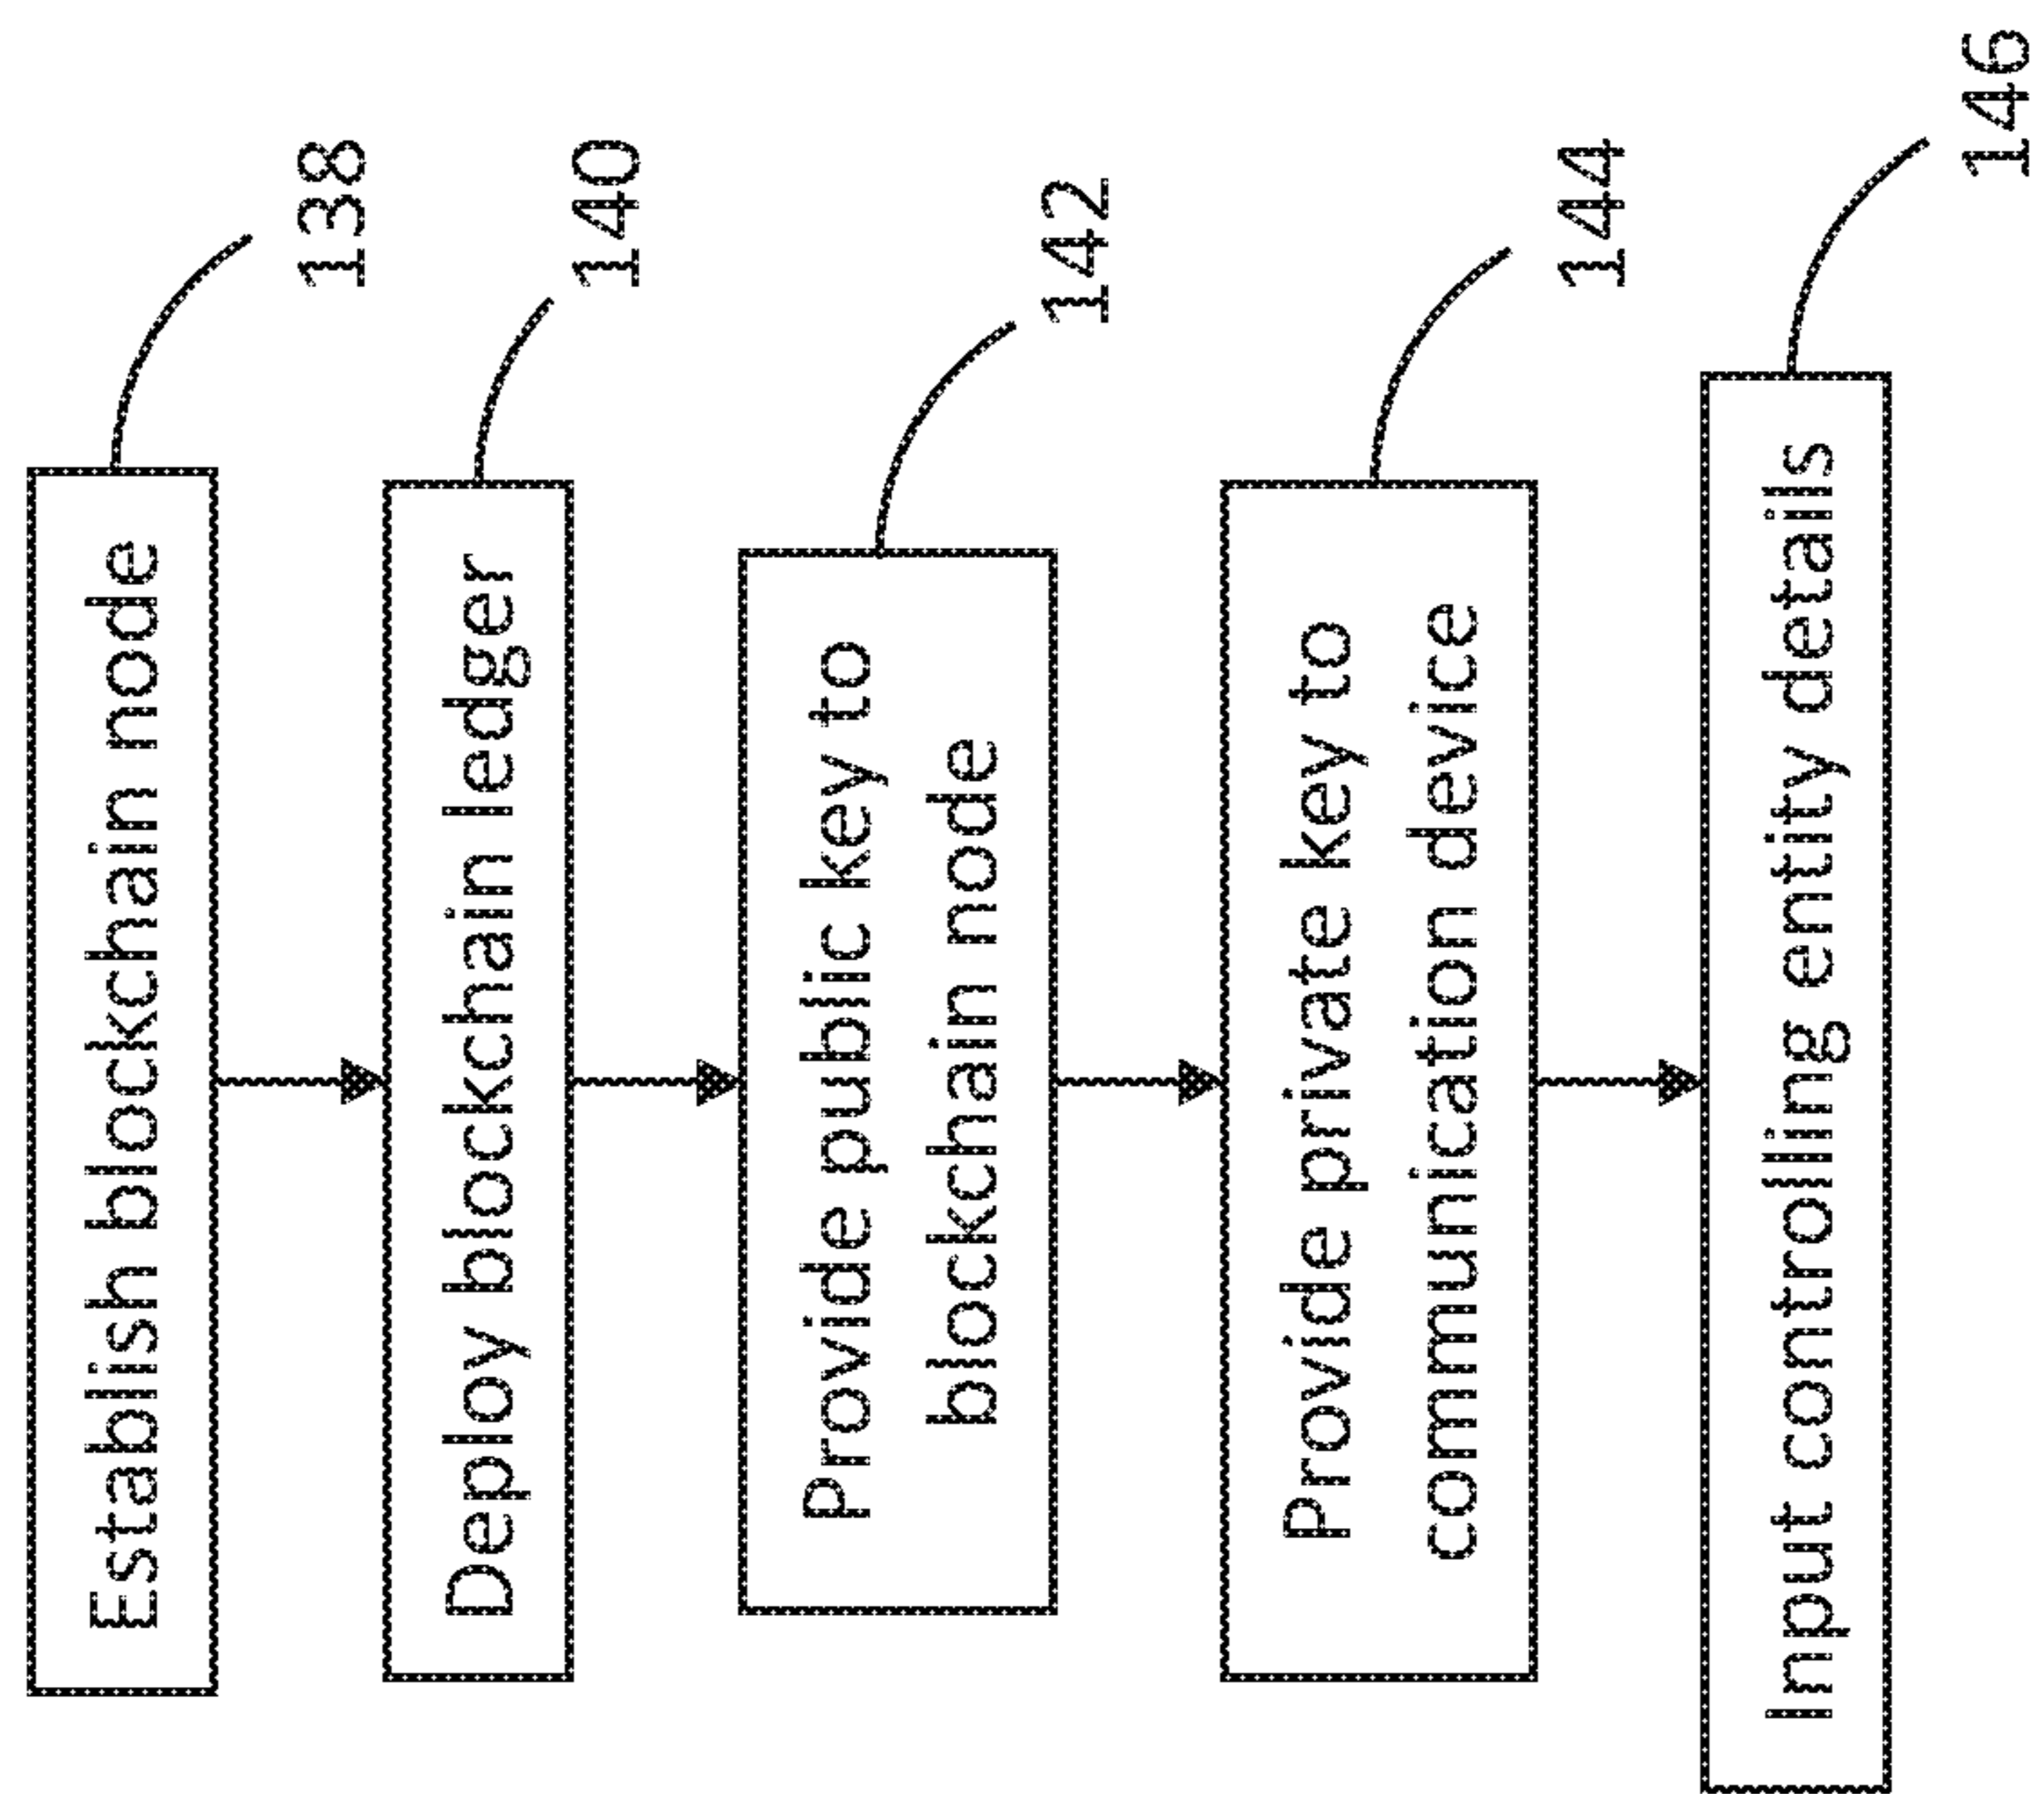 Establish blockchain node
138
Deploy blockchain ledger
140
Provide public key to
blockchain node
142
Provide private key to
communication device
144
Input controlling entity details
146